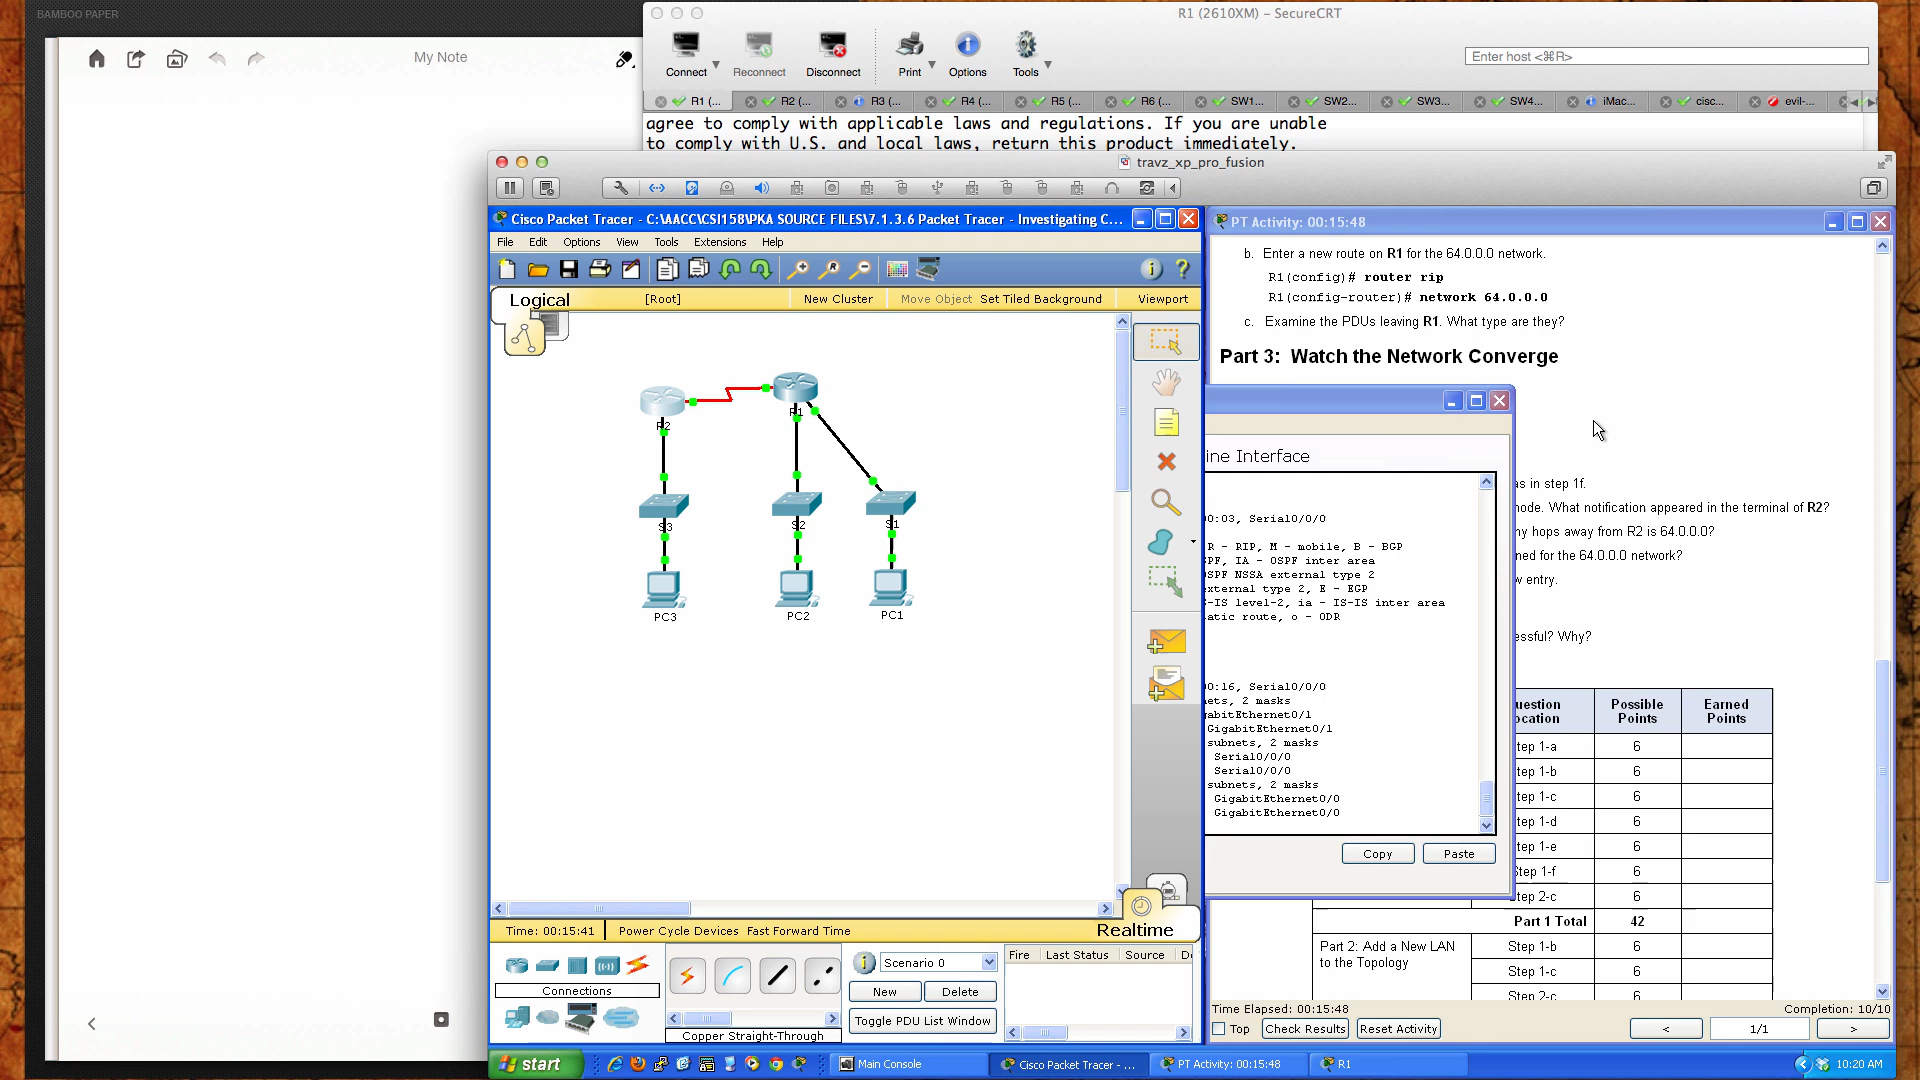 BAMBOO PAPER
My Note
R1 (2610XM) – SecureCRT
Connect
Reconnect
Disconnect
Print
Options
Tools
Enter host <⌘R>
R1 (...
R2 (...
R3 (...
R4 (...
R5 (...
R6 (...
SW1...
SW2...
SW3...
SW4...
iMac...
cisc...
evil-...
agree to comply with applicable laws and regulations. If you are unable
to comply with U.S. and local laws, return this product immediately.
travz_xp_pro_fusion
Cisco Packet Tracer - C:\AACC\CSI158\PKA SOURCE FILES\7.1.3.6 Packet Tracer - Investigating C...
File Edit Options View Tools Extensions Help
Logical
[Root]
New Cluster
Move Object
Set Tiled Background
Viewport
R2
R1
S3
S2
S1
PC3
PC2
PC1
Time: 00:15:41
Power Cycle Devices Fast Forward Time
Realtime
Connections
Copper Straight-Through
Scenario 0
New
Delete
Toggle PDU List Window
Fire
Last Status
Source
PT Activity: 00:15:48
b. Enter a new route on R1 for the 64.0.0.0 network.
R1(config)# router rip
R1(config-router)# network 64.0.0.0
c. Examine the PDUs leaving R1. What type are they?
Part 3: Watch the Network Converge
ine Interface
00:03, Serial0/0/0
R - RIP, M - mobile, B - BGP
PF, IA - OSPF inter area
OSPF NSSA external type 2
external type 2, E - EGP
S-IS level-2, ia - IS-IS inter area
atic route, o - ODR
00:16, Serial0/0/0
ets, 2 masks
gabitEthernet0/1
GigabitEthernet0/1
subnets, 2 masks
Serial0/0/0
Serial0/0/0
subnets, 2 masks
GigabitEthernet0/0
GigabitEthernet0/0
Copy
Paste
as in step 1f.
mode. What notification appeared in the terminal of R2?
ny hops away from R2 is 64.0.0.0?
ned for the 64.0.0.0 network?
w entry.
essful? Why?
uestion
ocation
Possible
Points
Earned
Points
tep 1-a 6
tep 1-b 6
tep 1-c 6
tep 1-d 6
tep 1-e 6
Step 1-f 6
tep 2-c 6
Part 1 Total 42
Part 2: Add a New LAN
to the Topology
Step 1-b 6
Step 1-c 6
Step 2-c 6
Time Elapsed: 00:15:48
Completion: 10/10
Top
Check Results
Reset Activity
<
1/1
>
start
Main Console
Cisco Packet Tracer - ...
PT Activity: 00:15:48
R1
10:20 AM